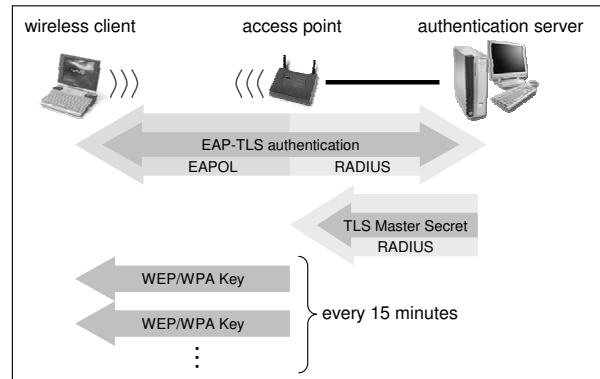 wireless client
access point
authentication server
EAP-TLS authentication
EAPOL
RADIUS
TLS Master Secret
RADIUS
WEP/WPA Key
WEP/WPA Key
every 15 minutes